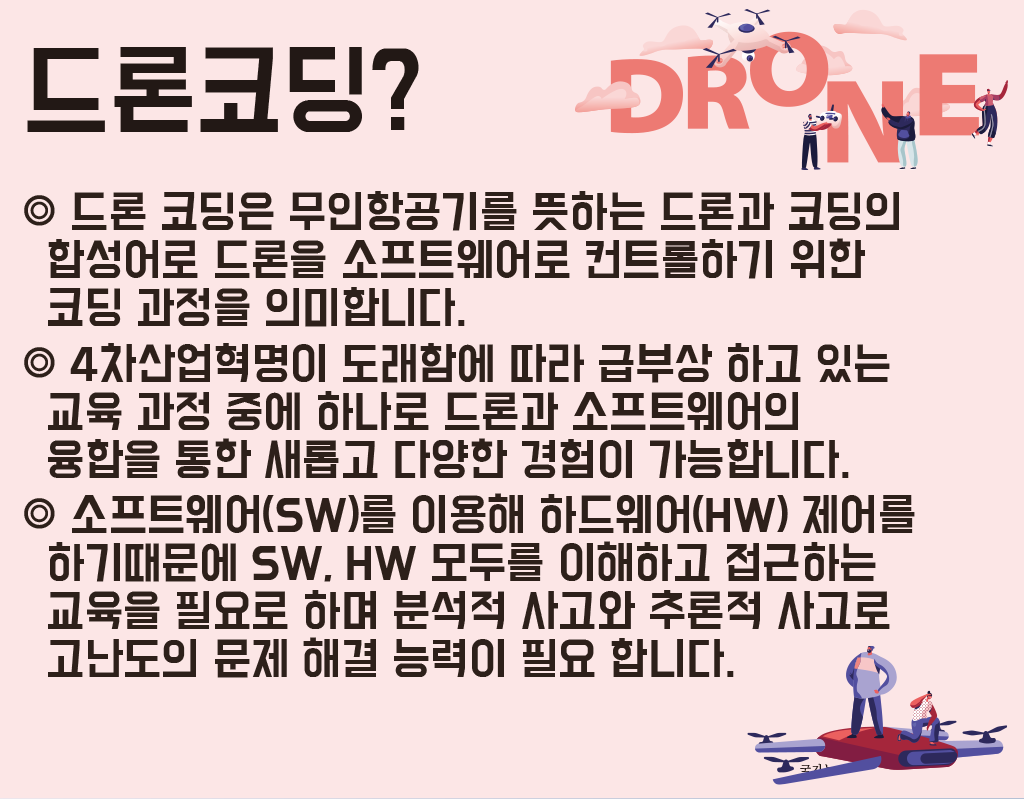 드론코딩?
DRONE
◎ 드론 코딩은 무인항공기를 뜻하는 드론과 코딩의
합성어로 드론을 소프트웨어로 컨트롤하기 위한
코딩 과정을 의미합니다.
◎ 4차산업혁명이 도래함에 따라 급부상 하고 있는
교육 과정 중에 하나로 드론과 소프트웨어의
융합을 통한 새롭고 다양한 경험이 가능합니다.
◎ 소프트웨어(SW)를 이용해 하드웨어(HW) 제어를
하기때문에 SW, HW 모두를 이해하고 접근하는
교육을 필요로 하며 분석적 사고와 추론적 사고로
고난도의 문제 해결 능력이 필요 합니다.